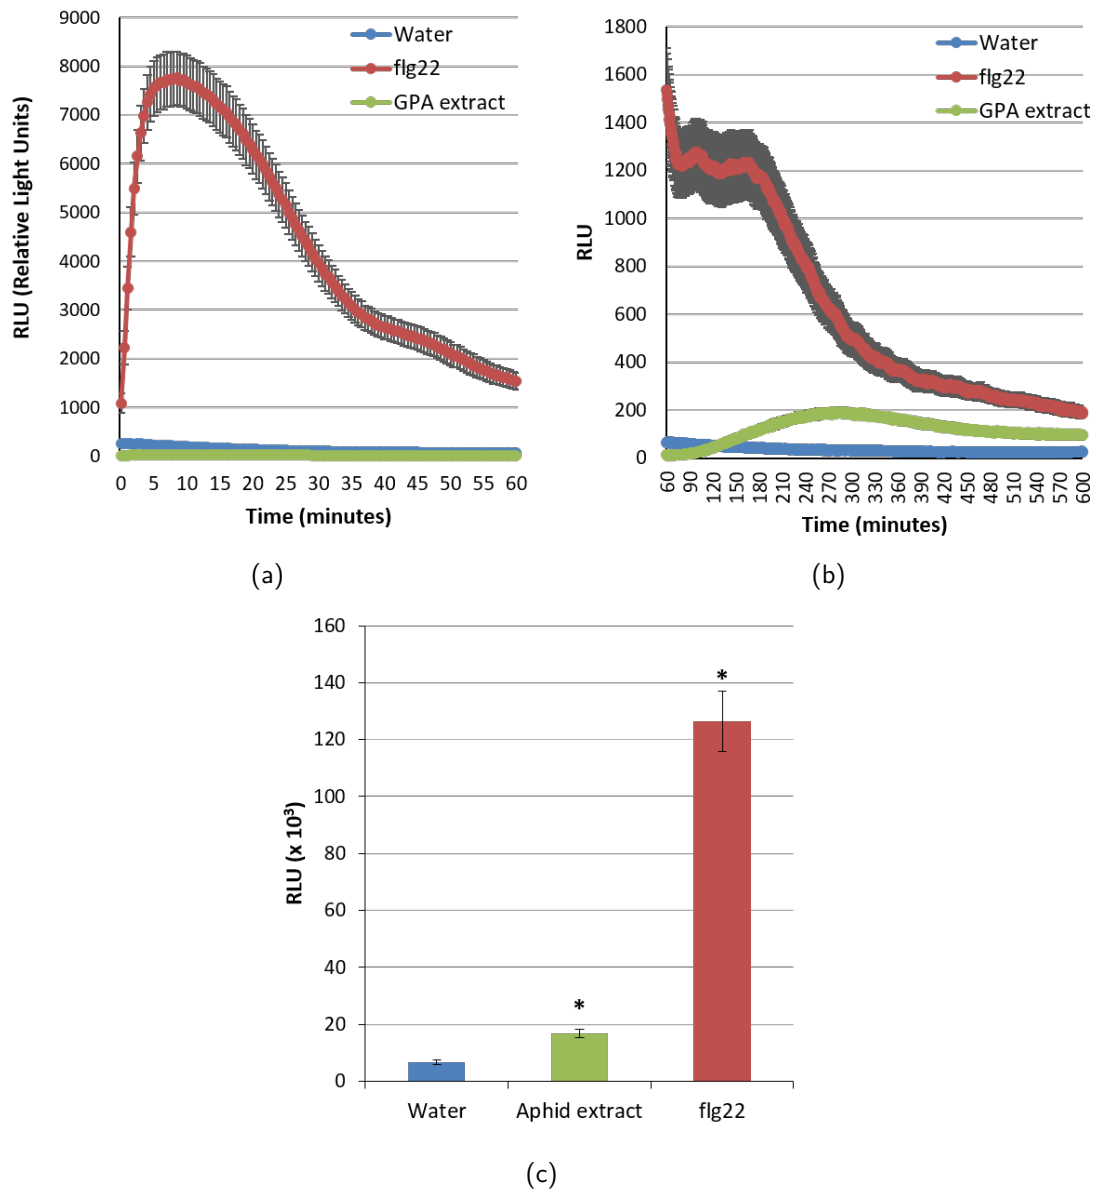 9000
8000
7000
6000
5000
4000
3000
2000
1000
0
RLU (Relative Light Units)
Water
flg22
GPA extract
0 5 10 15 20 25 30 35 40 45 50 55 60
Time (minutes)
(a)
1800
1600
1400
1200
1000
800
600
400
200
0
RLU
Water
flg22
GPA extract
60 90 120 150 180 210 240 270 300 330 360 390 420 450 480 510 540 570 600
Time (minutes)
(b)
160
140
120
100
80
60
40
20
0
RLU (x 10³)
*
*
Water Aphid extract flg22
(c)